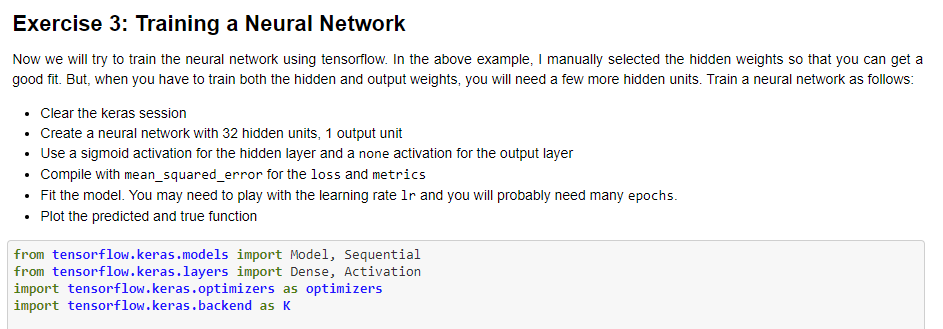 Exercise 3: Training a Neural Network
Now we will try to train the neural network using tensorflow. In the above example, I manually selected the hidden weights so that you can get a
good fit. But, when you have to train both the hidden and output weights, you will need a few more hidden units. Train a neural network as follows:
• Clear the keras session
• Create a neural network with 32 hidden units, 1 output unit
• Use a sigmoid activation for the hidden layer and a none activation for the output layer
• Compile with mean_squared_error for the loss and metrics
• Fit the model. You may need to play with the learning rate lr and you will probably need many epochs.
• Plot the predicted and true function
from tensorflow.keras.models import Model, Sequential
from tensorflow.keras.layers import Dense, Activation
import tensorflow.keras.optimizers as optimizers
import tensorflow.keras.backend as K